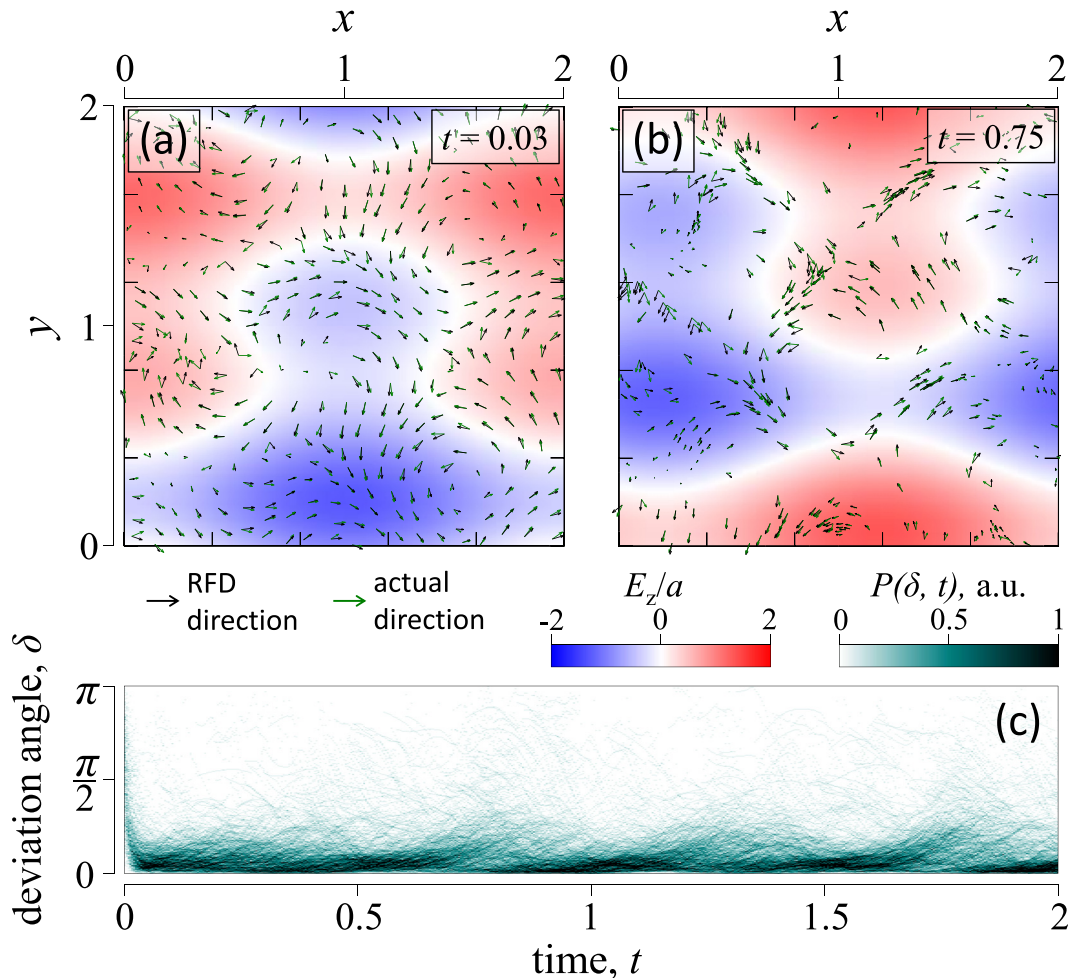 x x
0 1 2 0 1 2
2 (a) t = 0.03 (b) t = 0.75
y 1
0
RFD direction
actual direction
E_z/a
-2 0 2
P(δ, t), a.u.
0 0.5 1
deviation angle, δ
π
π/2
0
(c)
0 0.5 1 1.5 2
time, t